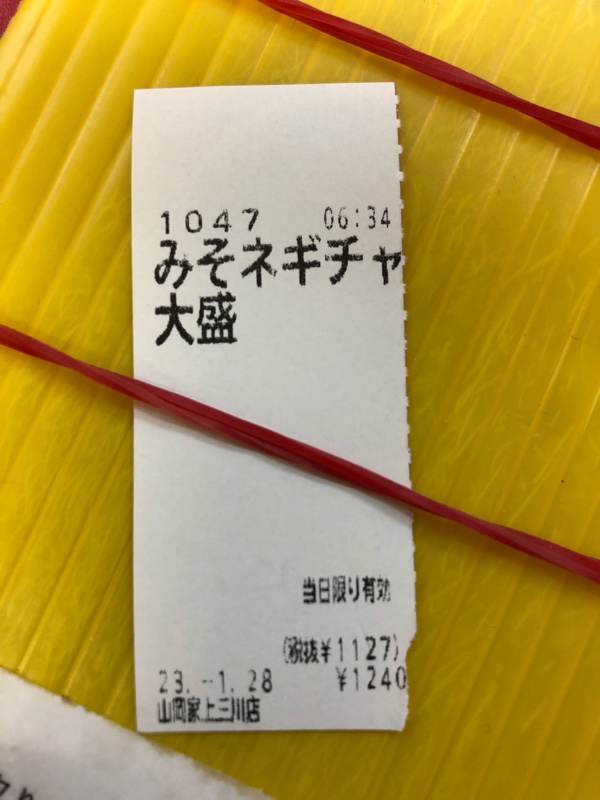 1047 06:34
みそネギチャ
大盛
当日限り有効
(税抜¥1127)
23.-1.28 ¥1240
山岡家上三川店